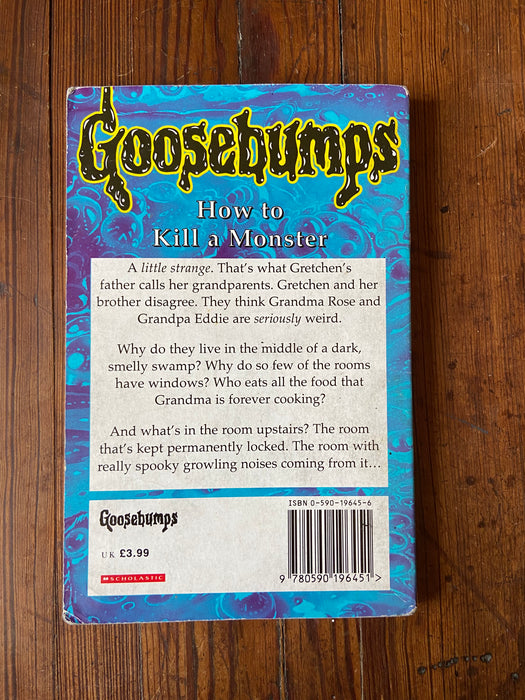 Goosebumps
How to
Kill a Monster
A little strange. That's what Gretchen's
father calls her grandparents. Gretchen and her
brother disagree. They think Grandma Rose and
Grandpa Eddie are seriously weird.
Why do they live in the middle of a dark,
smelly swamp? Why do so few of the rooms
have windows? Who eats all the food that
Grandma is forever cooking?
And what's in the room upstairs? The room
that's kept permanently locked. The room with
really spooky growling noises coming from it...
ISBN 0-590-19645-6
Goosebumps
UK £3.99
SCHOLASTIC
9 780590 196451 >